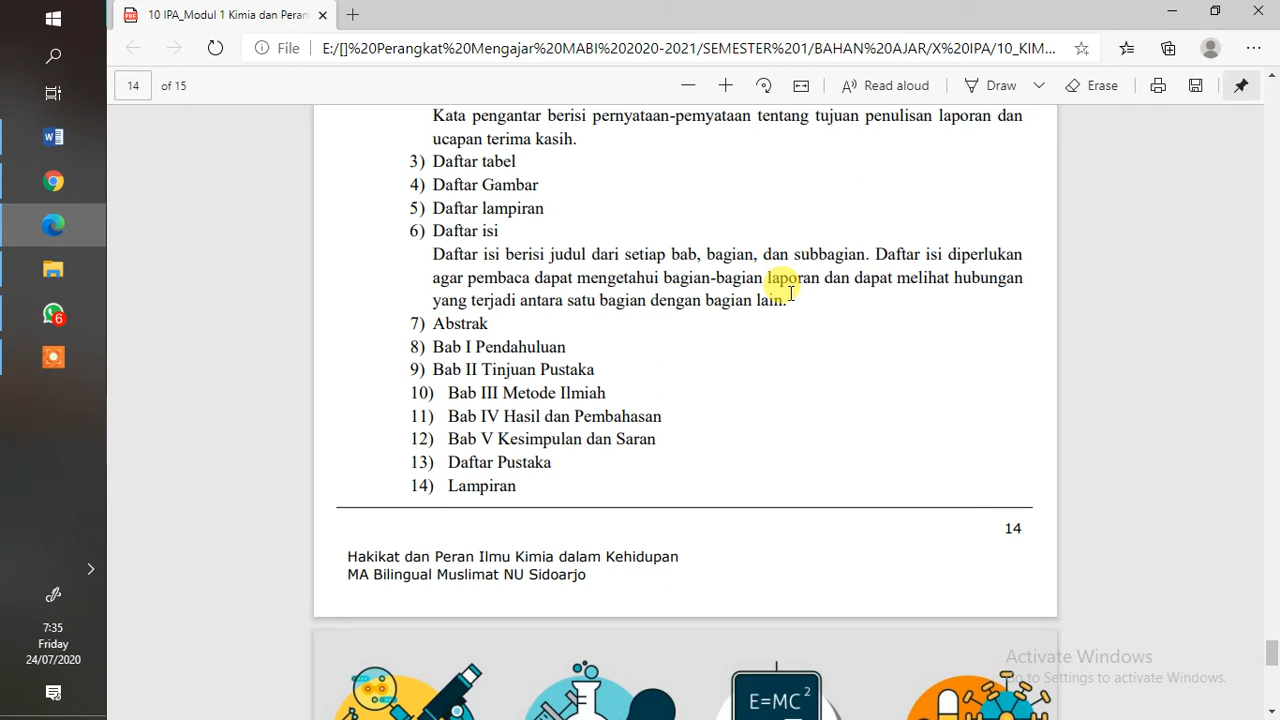 10 IPA_Modul 1 Kimia dan Peran
File
E:/[]%20Perangkat%20Mengajar%20MABI%202020-2021/SEMESTER%201/BAHAN%20AJAR/X%20IPA/10_KIM...
14 of 15
Read aloud
Draw
Erase
Kata pengantar berisi pernyataan-pemyataan tentang tujuan penulisan laporan dan
ucapan terima kasih.
3) Daftar tabel
4) Daftar Gambar
5) Daftar lampiran
6) Daftar isi
Daftar isi berisi judul dari setiap bab, bagian, dan subbagian. Daftar isi diperlukan
agar pembaca dapat mengetahui bagian-bagian laporan dan dapat melihat hubungan
yang terjadi antara satu bagian dengan bagian lain.
7) Abstrak
8) Bab I Pendahuluan
9) Bab II Tinjuan Pustaka
10) Bab III Metode Ilmiah
11) Bab IV Hasil dan Pembahasan
12) Bab V Kesimpulan dan Saran
13) Daftar Pustaka
14) Lampiran
14
Hakikat dan Peran Ilmu Kimia dalam Kehidupan
MA Bilingual Muslimat NU Sidoarjo
E=MC²
Activate Windows
Go to Settings to activate Windows.
6
7:35
Friday
24/07/2020